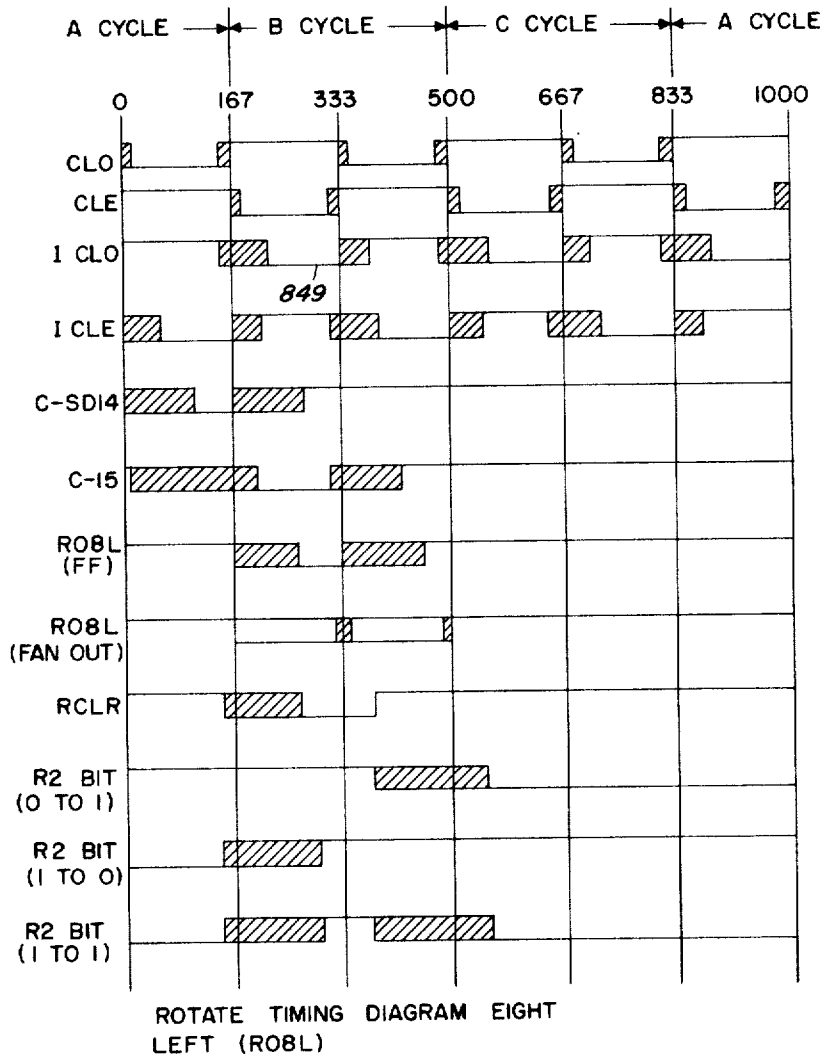 A CYCLE B CYCLE C CYCLE A CYCLE
0 167 333 500 667 833 1000
CLO
CLE
I CLO
849
I CLE
C-SD14
C-15
RO8L
(FF)
RO8L
(FAN OUT)
RCLR
R2 BIT
(0 TO 1)
R2 BIT
(1 TO 0)
R2 BIT
(1 TO 1)
ROTATE TIMING DIAGRAM EIGHT
LEFT (RO8L)